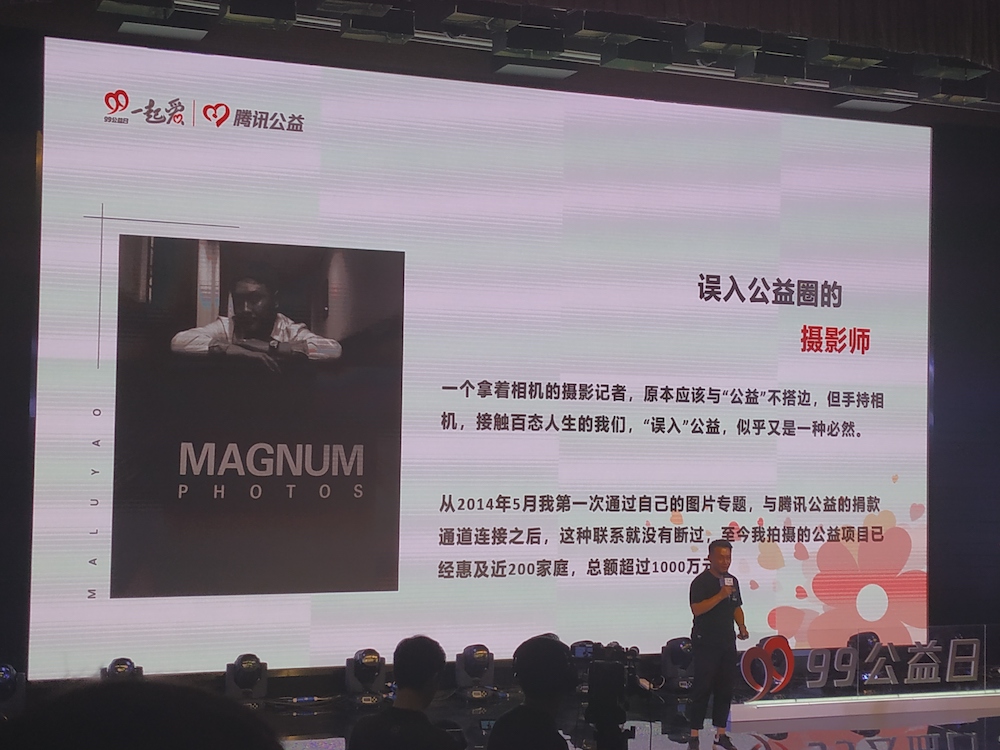 99公益日 一起爱 腾讯公益
误入公益圈的
摄影师
MALUYAO
MAGNUM
PHOTOS
一个拿着相机的摄影记者，原本应该与“公益”不搭边，但手持相
机，接触百态人生的我们，“误入”公益，似乎又是一种必然。
从2014年5月我第一次通过自己的图片专题，与腾讯公益的捐款
通道连接之后，这种联系就没有断过，至今我拍摄的公益项目已
经惠及近200家庭，总额超过1000万元
99公益日